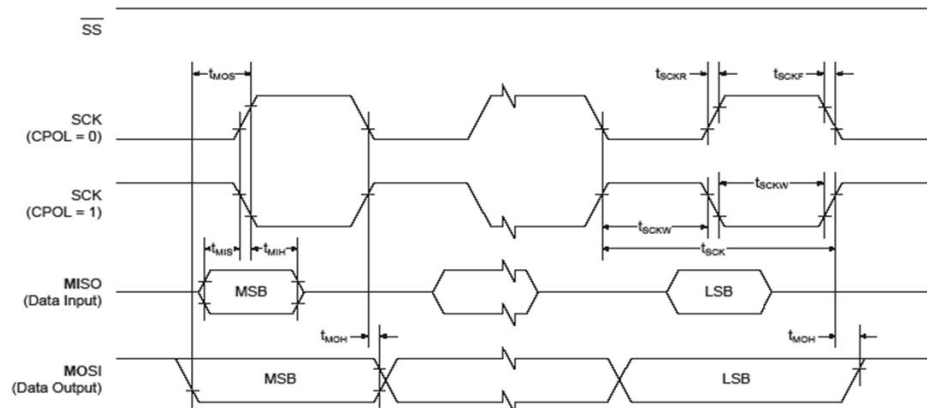 SS
tMOS
tSCKR
tSCKF
SCK
(CPOL = 0)
SCK
(CPOL = 1)
tSCKW
tSCKW
tSCK
tMIS
tMIH
MISO
(Data Input)
MSB
LSB
tMOH
tMOH
MOSI
(Data Output)
MSB
LSB